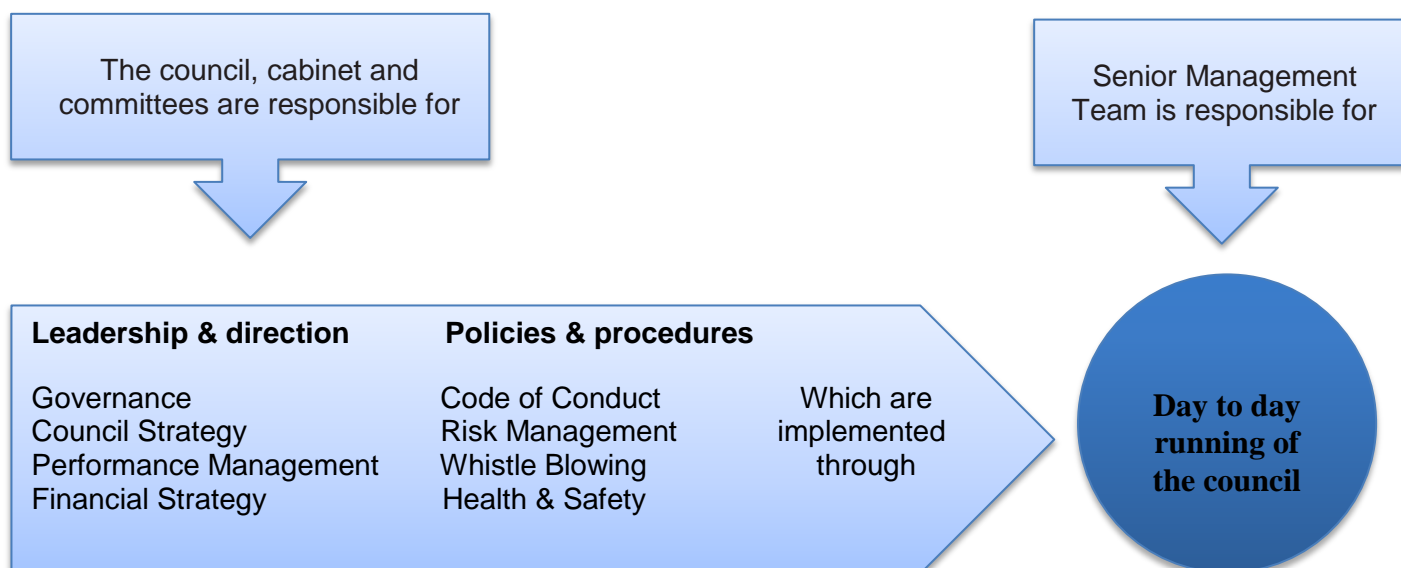 The council, cabinet and
committees are responsible for
Senior Management
Team is responsible for
Leadership & direction
Governance
Council Strategy
Performance Management
Financial Strategy
Policies & procedures
Code of Conduct
Risk Management
Whistle Blowing
Health & Safety
Which are
implemented
through
Day to day
running of
the council